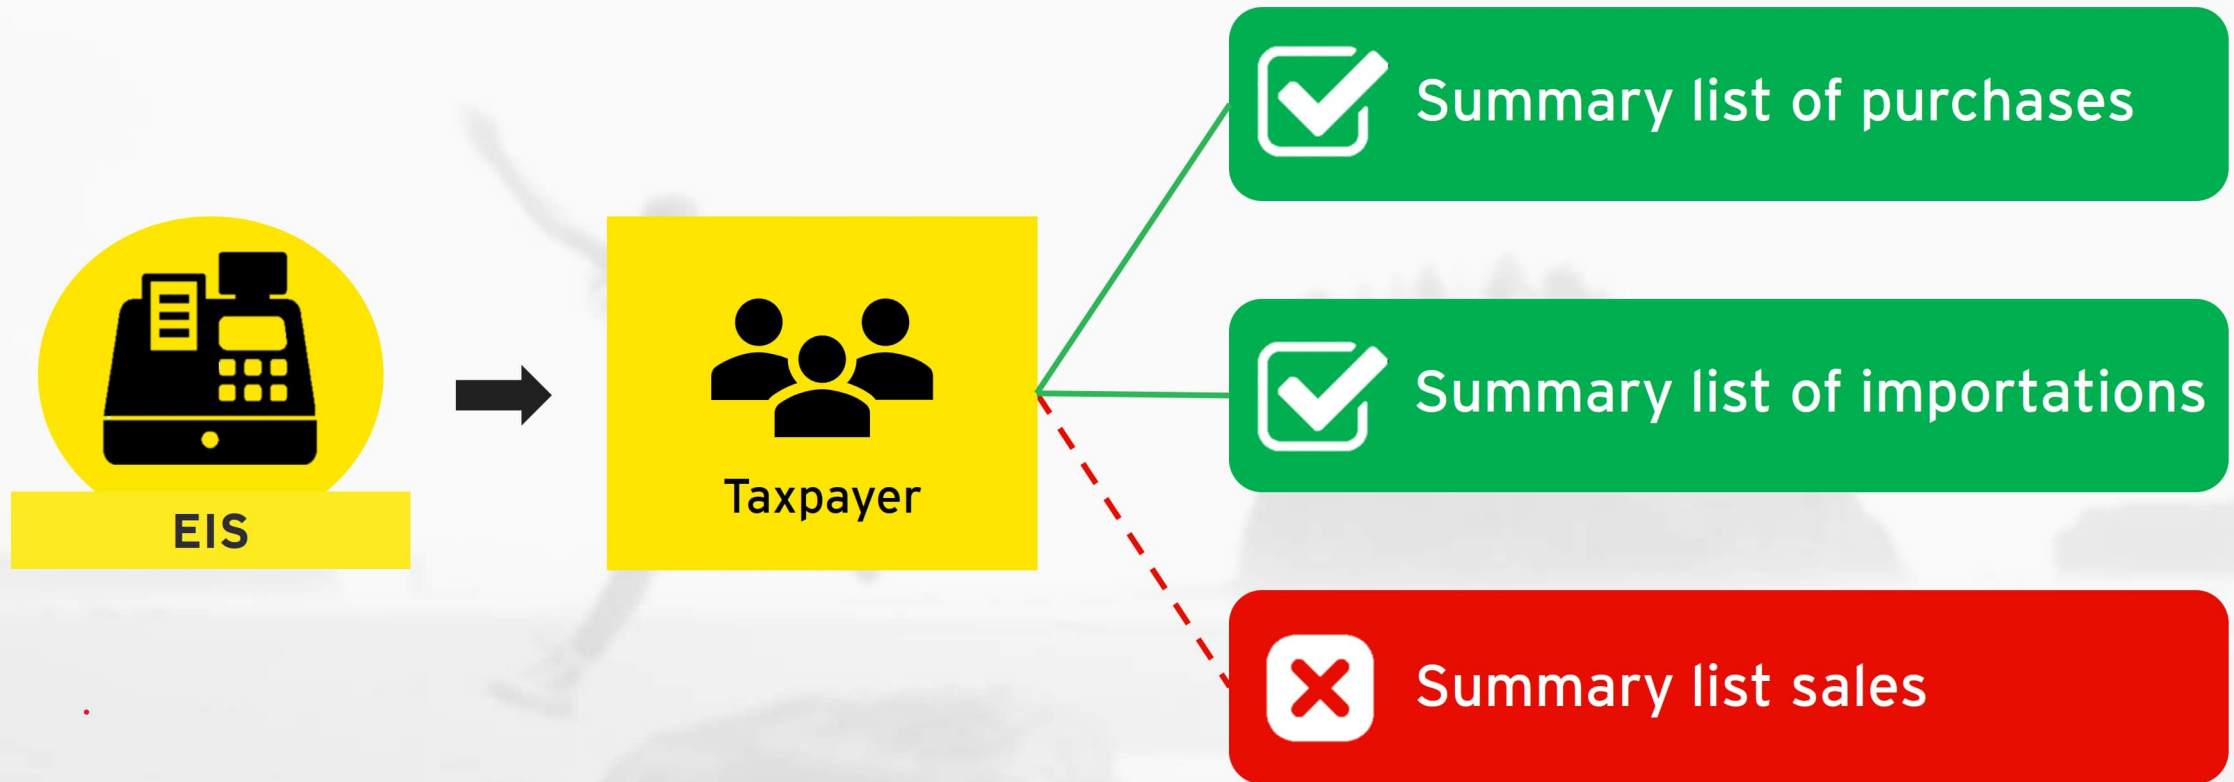 EIS
Taxpayer
Summary list of purchases
Summary list of importations
Summary list sales